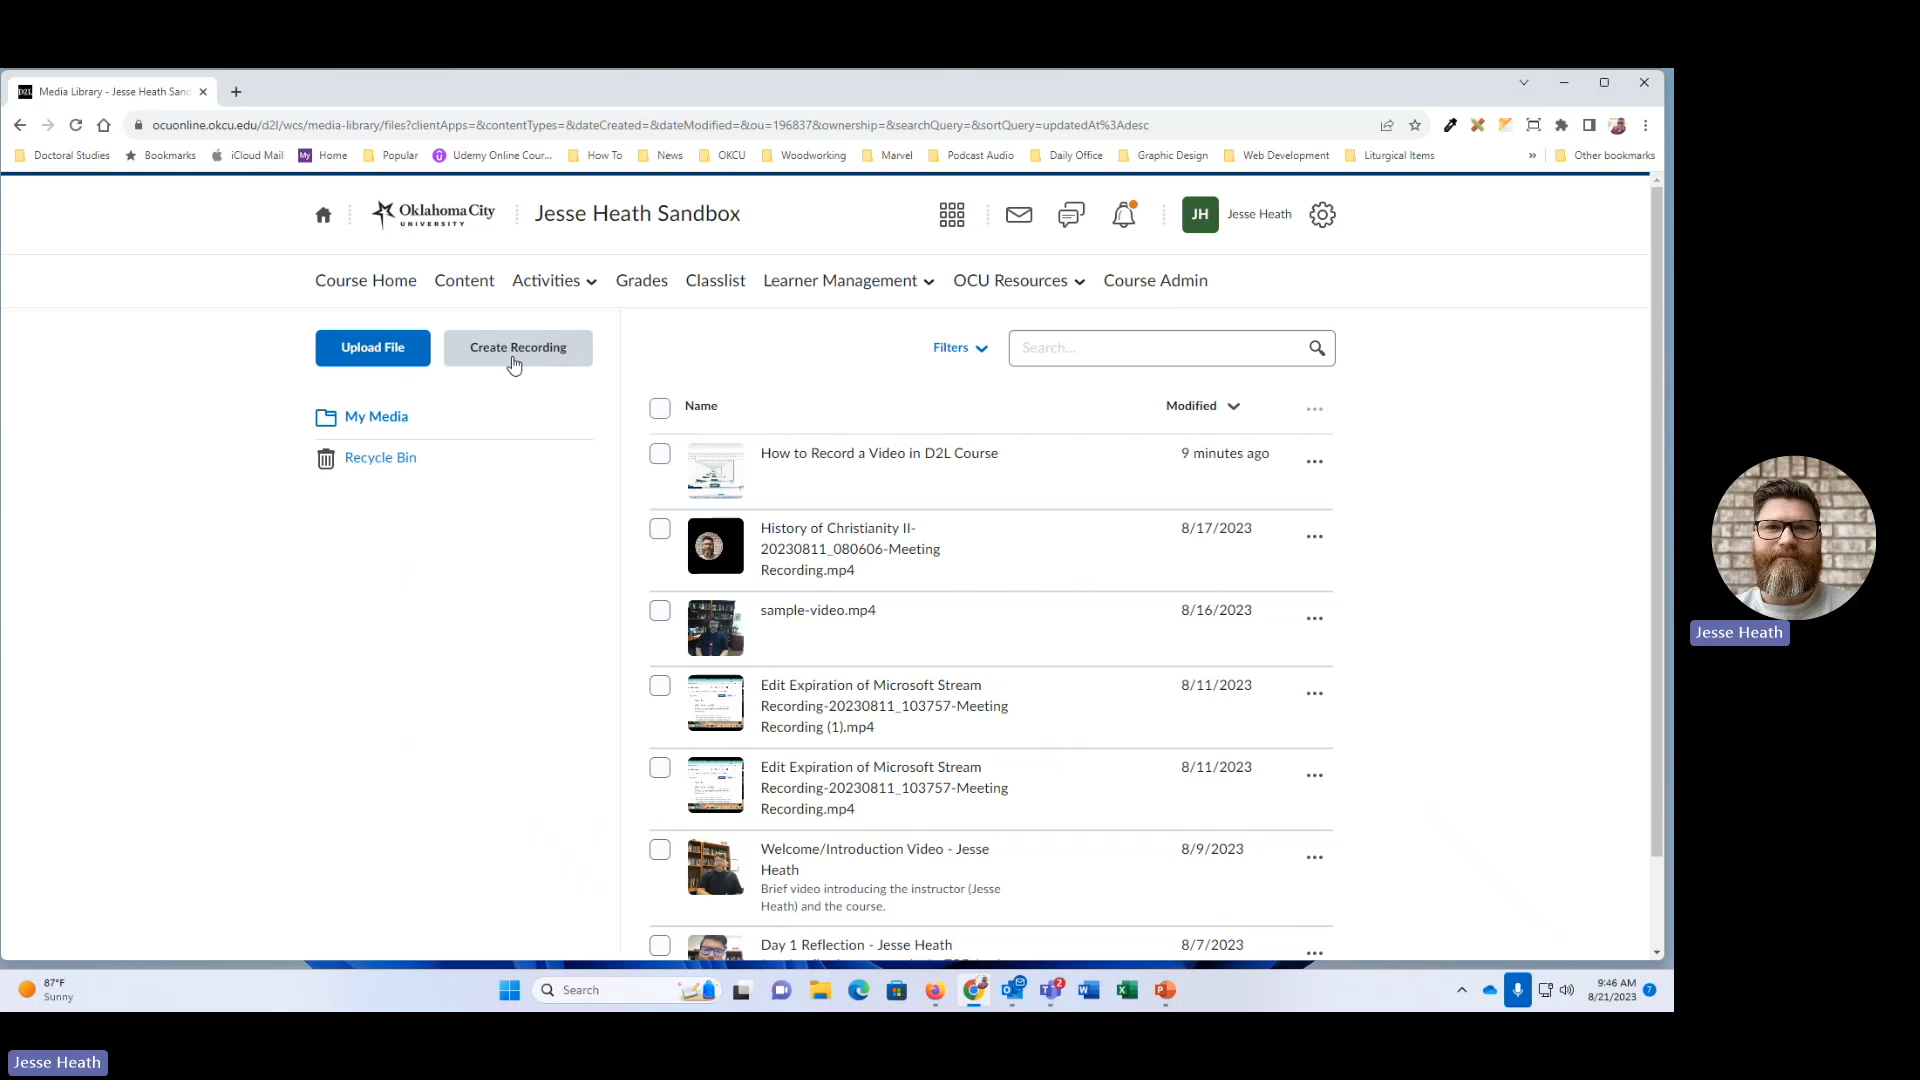 Media Library - Jesse Heath Sand
ocuonline.okcu.edu/d2l/wcs/media-library/files?clientApps=&contentTypes=&dateCreated=&dateModified=&ou=196837&ownership=&searchQuery=&sortQuery=updatedAt%3Adesc
Doctoral Studies Bookmarks iCloud Mail My Home Popular Udemy Online Cour... How To News OKCU Woodworking Marvel Podcast Audio Daily Office Graphic Design Web Development Liturgical Items » Other bookmarks
Oklahoma City
UNIVERSITY
Jesse Heath Sandbox
JH Jesse Heath
Course Home Content Activities Grades Classlist Learner Management OCU Resources Course Admin
Upload File Create Recording
Filters Search...
My Media
Recycle Bin
Name Modified
How to Record a Video in D2L Course 9 minutes ago
History of Christianity II- 8/17/2023
20230811_080606-Meeting
Recording.mp4
sample-video.mp4 8/16/2023
Edit Expiration of Microsoft Stream 8/11/2023
Recording-20230811_103757-Meeting
Recording (1).mp4
Edit Expiration of Microsoft Stream 8/11/2023
Recording-20230811_103757-Meeting
Recording.mp4
Welcome/Introduction Video - Jesse 8/9/2023
Heath
Brief video introducing the instructor (Jesse
Heath) and the course.
Day 1 Reflection - Jesse Heath 8/7/2023
Jesse Heath
87°F
Sunny
Search
2
9:46 AM
8/21/2023
7
Jesse Heath